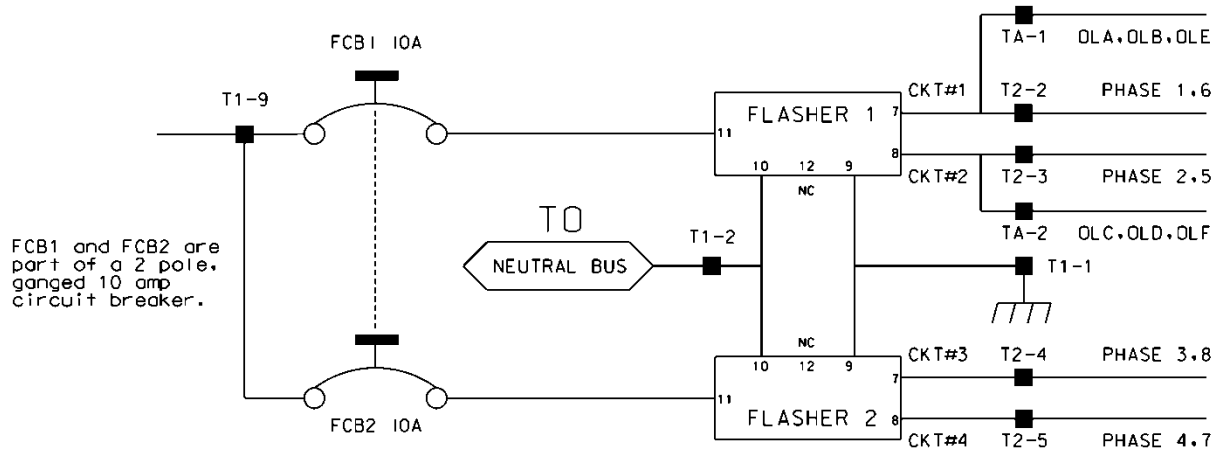 FCB1 10A
TA-1 OLA,OLB,OLE
T1-9
CKT#1 T2-2 PHASE 1,6
FLASHER 1
7
11
8
10 12 9
NC
CKT#2 T2-3 PHASE 2,5
TO
NEUTRAL BUS
T1-2
TA-2 OLC,OLD,OLF
T1-1
FCB1 and FCB2 are
part of a 2 pole,
ganged 10 amp
circuit breaker.
NC
10 12 9
CKT#3 T2-4 PHASE 3,8
7
11
FLASHER 2
8
FCB2 10A
CKT#4 T2-5 PHASE 4,7